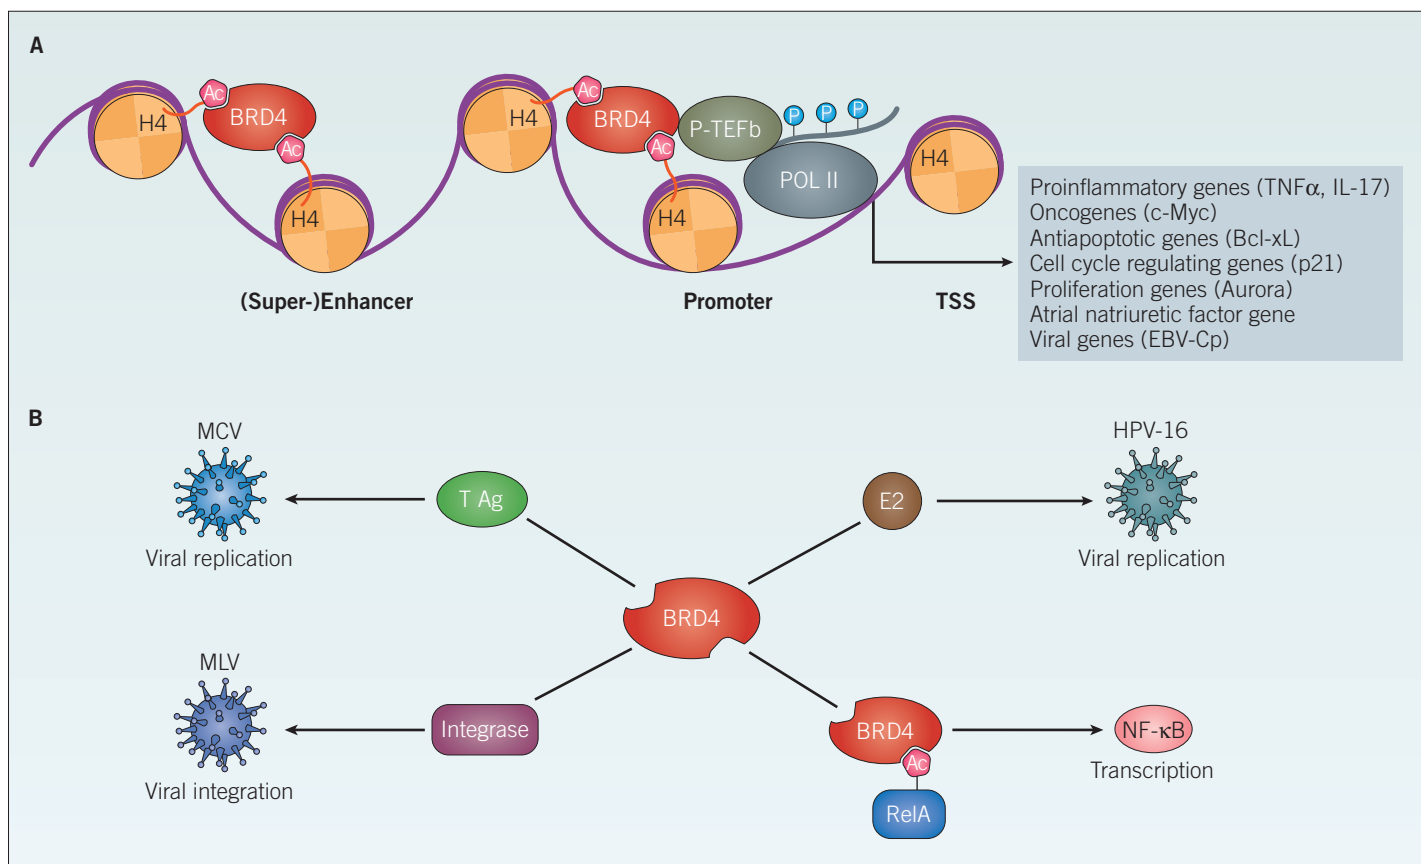 A
Ac
BRD4
H4
Ac
H4
Ac
BRD4
H4
Ac
H4
P-TEFb
P
P
P
POL II
H4
(Super-)Enhancer
Promoter
TSS
Proinflammatory genes (TNFα, IL-17)
Oncogenes (c-Myc)
Antiapoptotic genes (Bcl-xL)
Cell cycle regulating genes (p21)
Proliferation genes (Aurora)
Atrial natriuretic factor gene
Viral genes (EBV-Cp)
B
MCV
Viral replication
T Ag
E2
HPV-16
Viral replication
BRD4
MLV
Viral integration
Integrase
BRD4
Ac
RelA
NF-κB
Transcription